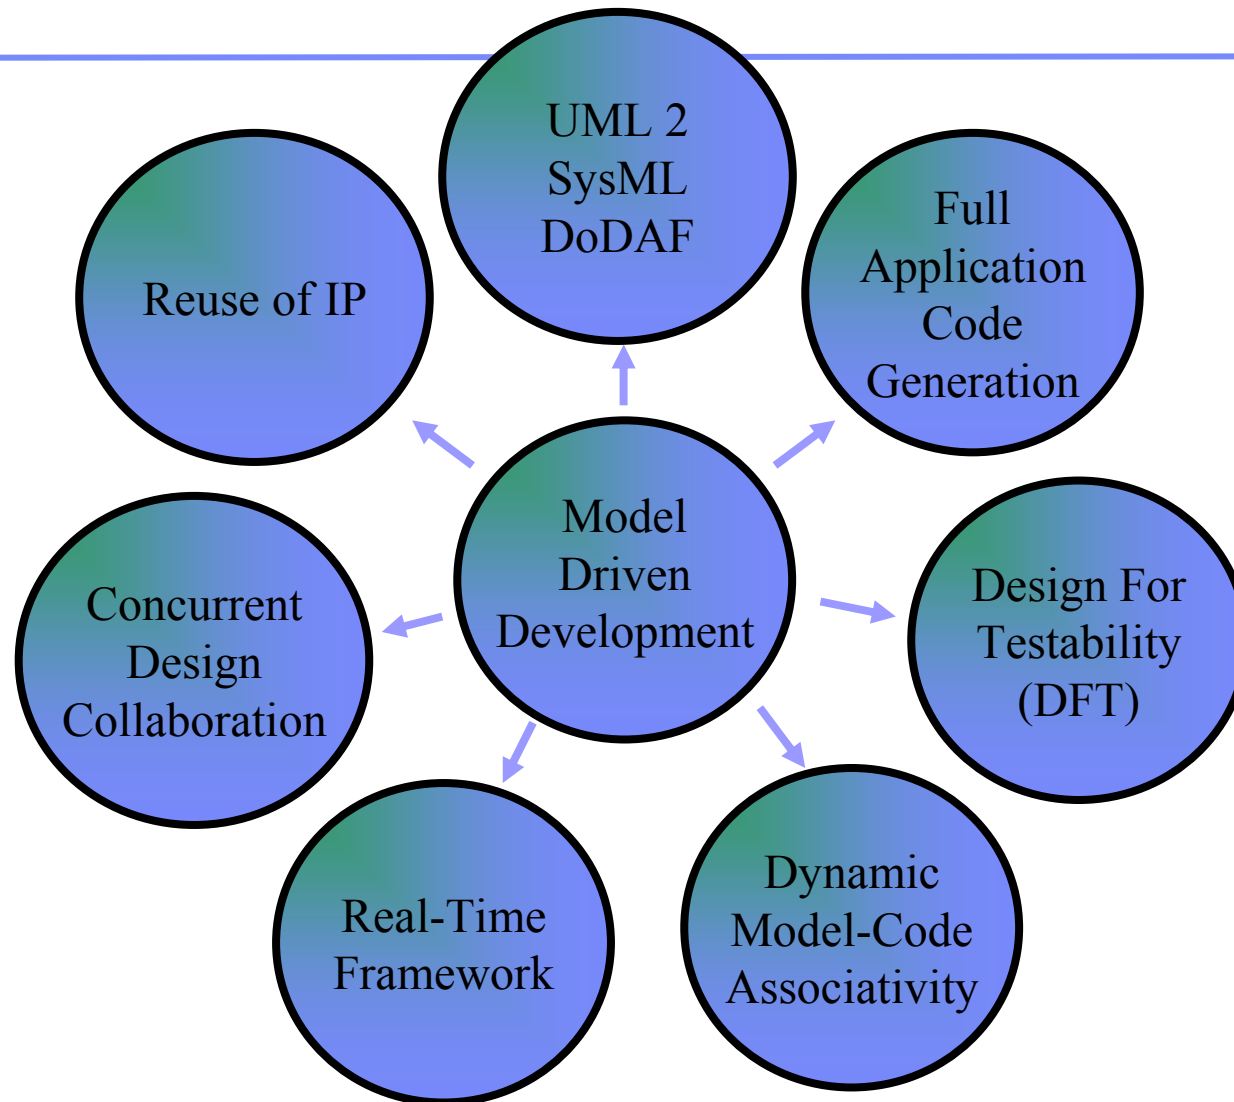 UML 2
SysML
DoDAF
Full
Application
Code
Generation
Reuse of IP
Model
Driven
Development
Design For
Testability
(DFT)
Concurrent
Design
Collaboration
Real-Time
Framework
Dynamic
Model-Code
Associativity